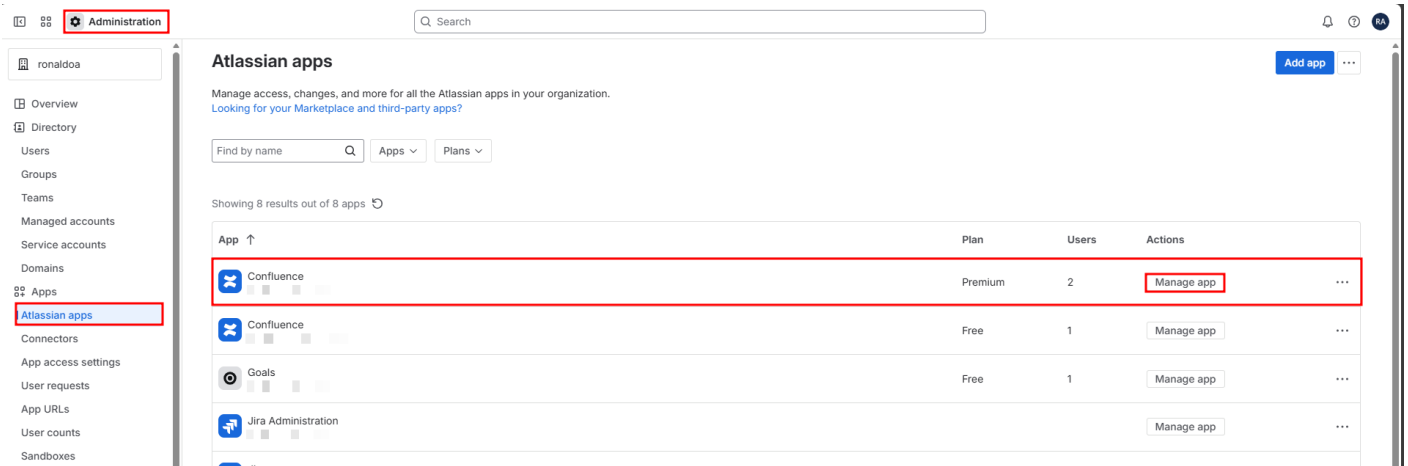 Administration
Search
RA
ronaldoa
Overview
Directory
Users
Groups
Teams
Managed accounts
Service accounts
Domains
Apps
Atlassian apps
Connectors
App access settings
User requests
App URLs
User counts
Sandboxes
Atlassian apps
Add app
Manage access, changes, and more for all the Atlassian apps in your organization.
Looking for your Marketplace and third-party apps?
Find by name
Apps
Plans
Showing 8 results out of 8 apps
App Plan Users Actions
Confluence
Premium 2 Manage app
Confluence
Free 1 Manage app
Goals
Free 1 Manage app
Jira Administration
Manage app